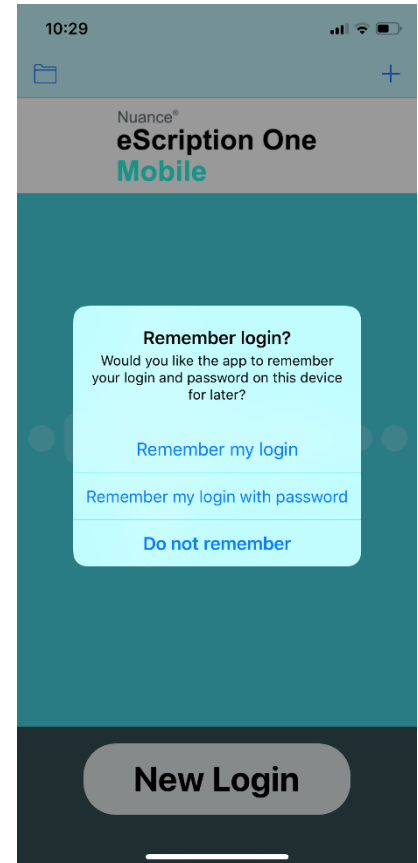 10:29
Nuance®
eScription One
Mobile
Remember login?
Would you like the app to remember
your login and password on this device
for later?
Remember my login
Remember my login with password
Do not remember
New Login